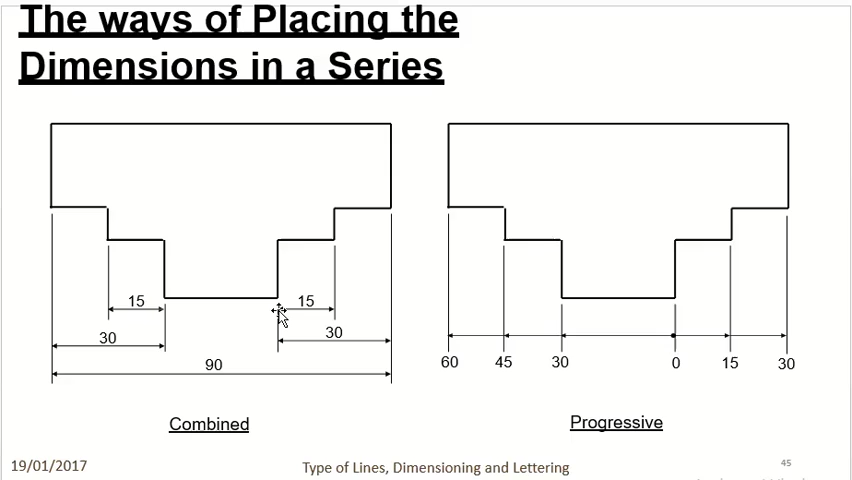 The ways of Placing the
Dimensions in a Series
15
15
30
30
90
60 45 30 0 15 30
Combined
Progressive
19/01/2017
Type of Lines, Dimensioning and Lettering
45